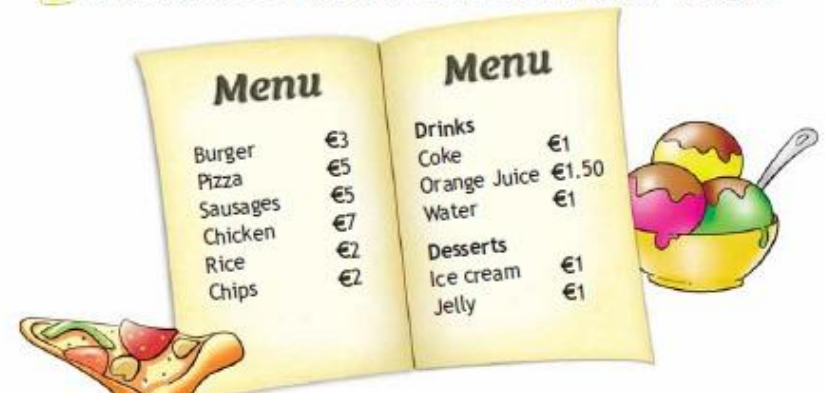 Menu
Burger €3
Pizza €5
Sausages €5
Chicken €7
Rice €2
Chips €2
Menu
Drinks
Coke €1
Orange Juice €1.50
Water €1
Desserts
Ice cream €1
Jelly €1